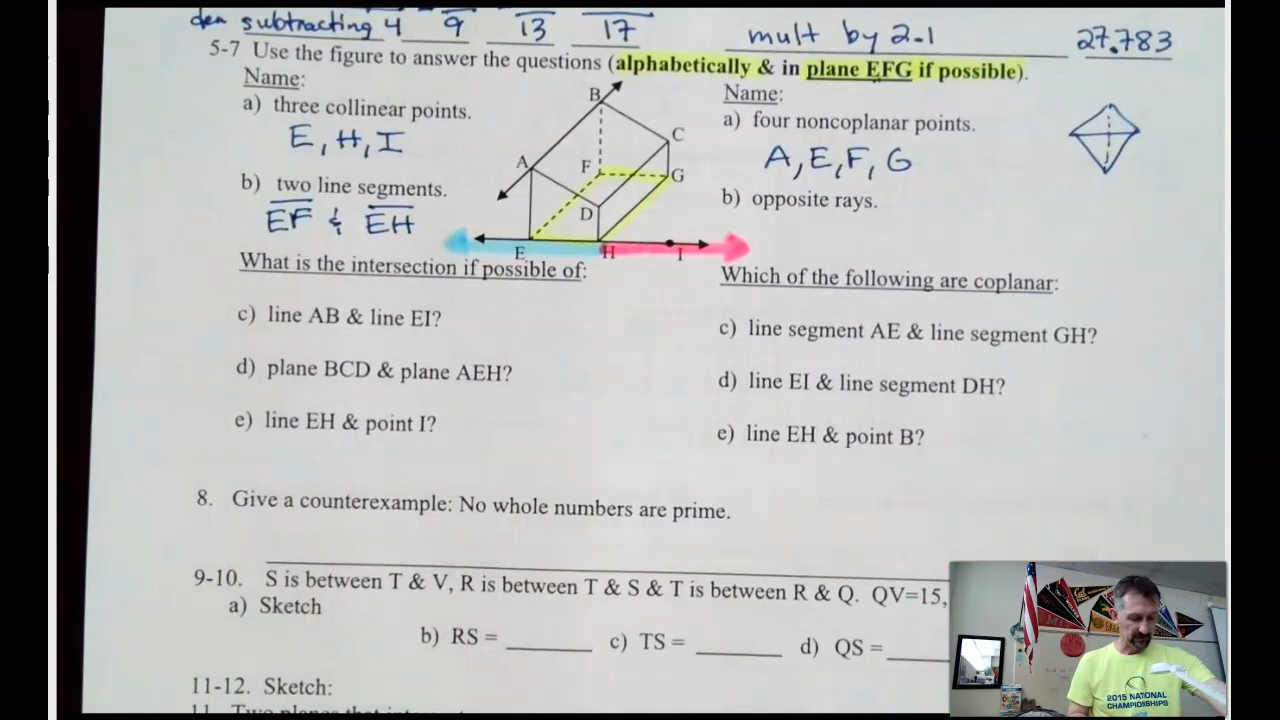 den subtracting 4 9 13 17 mult by 2.1 27.783
5-7 Use the figure to answer the questions (alphabetically & in plane EFG if possible).
Name:
a) three collinear points.
E, H, I
b) two line segments.
EF & EH
Name:
a) four noncoplanar points.
A, E, F, G
b) opposite rays.
B
C
A
F
G
D
E
H
I
What is the intersection if possible of:
c) line AB & line EI?
d) plane BCD & plane AEH?
e) line EH & point I?
Which of the following are coplanar:
c) line segment AE & line segment GH?
d) line EI & line segment DH?
e) line EH & point B?
8. Give a counterexample: No whole numbers are prime.
9-10. S is between T & V, R is between T & S & T is between R & Q. QV=15,
a) Sketch
b) RS = ______ c) TS = ______ d) QS = ______
11-12. Sketch:
2015 NATIONAL
CHAMPIONSHIPS